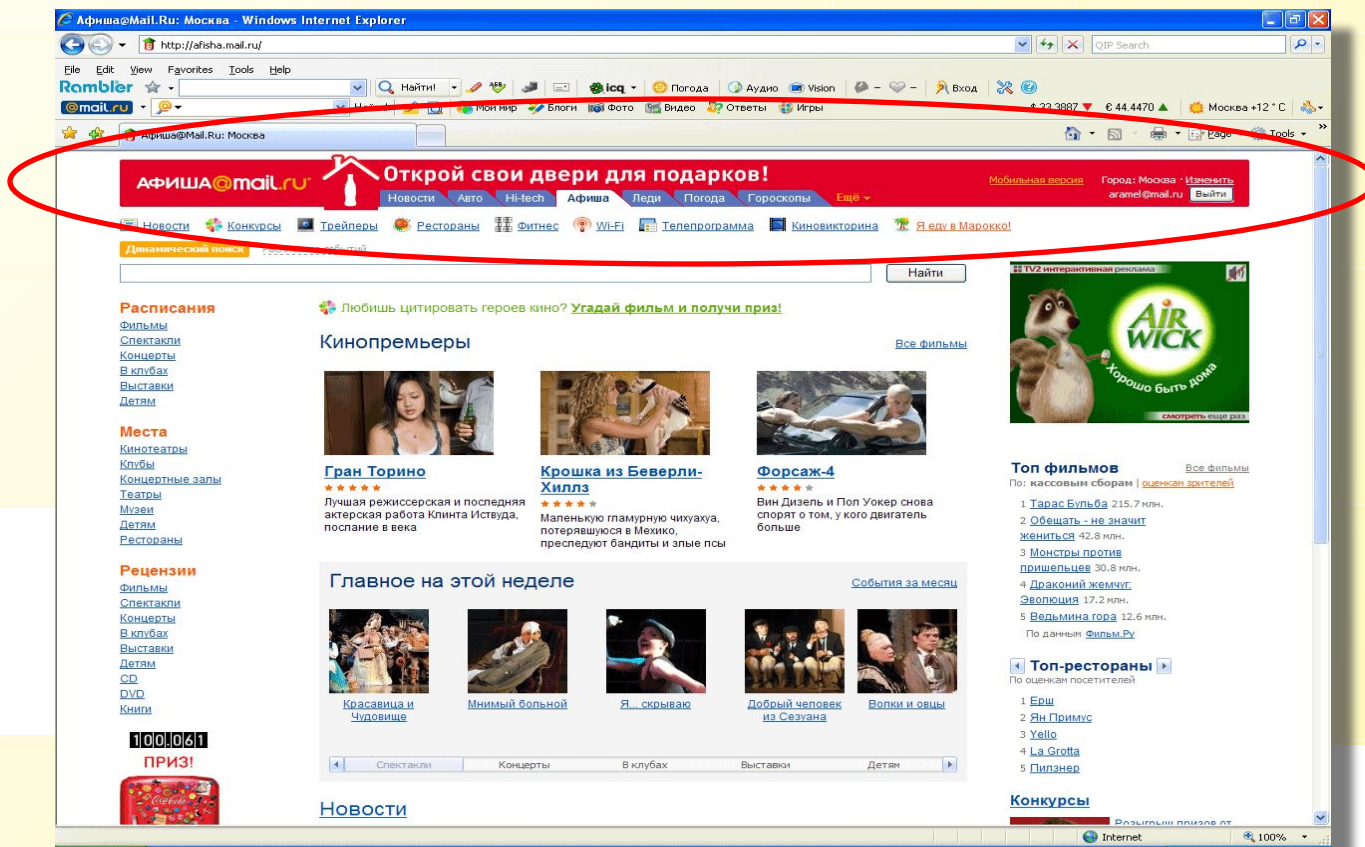 Афиша@Mail.Ru: Москва - Windows Internet Explorer
http://afisha.mail.ru/
QIP Search
File Edit View Favorites Tools Help
Rambler Найти! icq Погода Аудио Vision Вход
@mail.ru Мой мир Блоги Фото Видео Ответы Игры 33.3887 € 44.4470 Москва +12 °C
Афиша@Mail.Ru: Москва Page Tools
АФИША@mail.ru Открой свои двери для подарков!
Мобильная версия Город: Москва · Изменить
Новости Авто Hi-tech Афиша Леди Погода Гороскопы Ещё
aramel@mail.ru Выйти
Новости Конкурсы Трейлеры Рестораны Фитнес Wi-Fi Телепрограмма Киновикторина Я еду в Марокко!
Динамический поиск событий
Найти
TV2 интерактивная реклама
AIR WICK
Хорошо быть дома
смотреть еще раз
Расписания
Фильмы
Спектакли
Концерты
В клубах
Выставки
Детям
Места
Кинотеатры
Клубы
Концертные залы
Театры
Музеи
Детям
Рестораны
Рецензии
Фильмы
Спектакли
Концерты
В клубах
Выставки
Детям
CD
DVD
Книги
100.061
ПРИЗ!
Coca-Cola
Любишь цитировать героев кино? Угадай фильм и получи приз!
Кинопремьеры Все фильмы
Гран Торино
Лучшая режиссерская и последняя
актерская работа Клинта Иствуда,
послание в века
Крошка из Беверли-
Хиллз
Маленькую гламурную чихуахуа,
потерявшуюся в Мехико,
преследуют бандиты и злые псы
Форсаж-4
Вин Дизель и Пол Уокер снова
спорят о том, у кого двигатель
больше
Главное на этой неделе События за месяц
Красавица и
Чудовище
Мнимый больной
Я... скрываю
Добрый человек
из Сезуана
Волки и овцы
Спектакли Концерты В клубах Выставки Детям
Новости
Топ фильмов Все фильмы
По: кассовым сборам | оценкам зрителей
1 Тарас Бульба 215.7 млн.
2 Обещать - не значит
жениться 42.8 млн.
3 Монстры против
пришельцев 30.8 млн.
4 Драконий жемчуг:
Эволюция 17.2 млн.
5 Ведьмина гора 12.6 млн.
По данным Фильм.Ру
Топ-рестораны
По оценкам посетителей
1 Ерш
2 Ян Примус
3 Yello
4 La Grotta
5 Пилзнер
Конкурсы
Розыгрыш призов от
Internet 100%